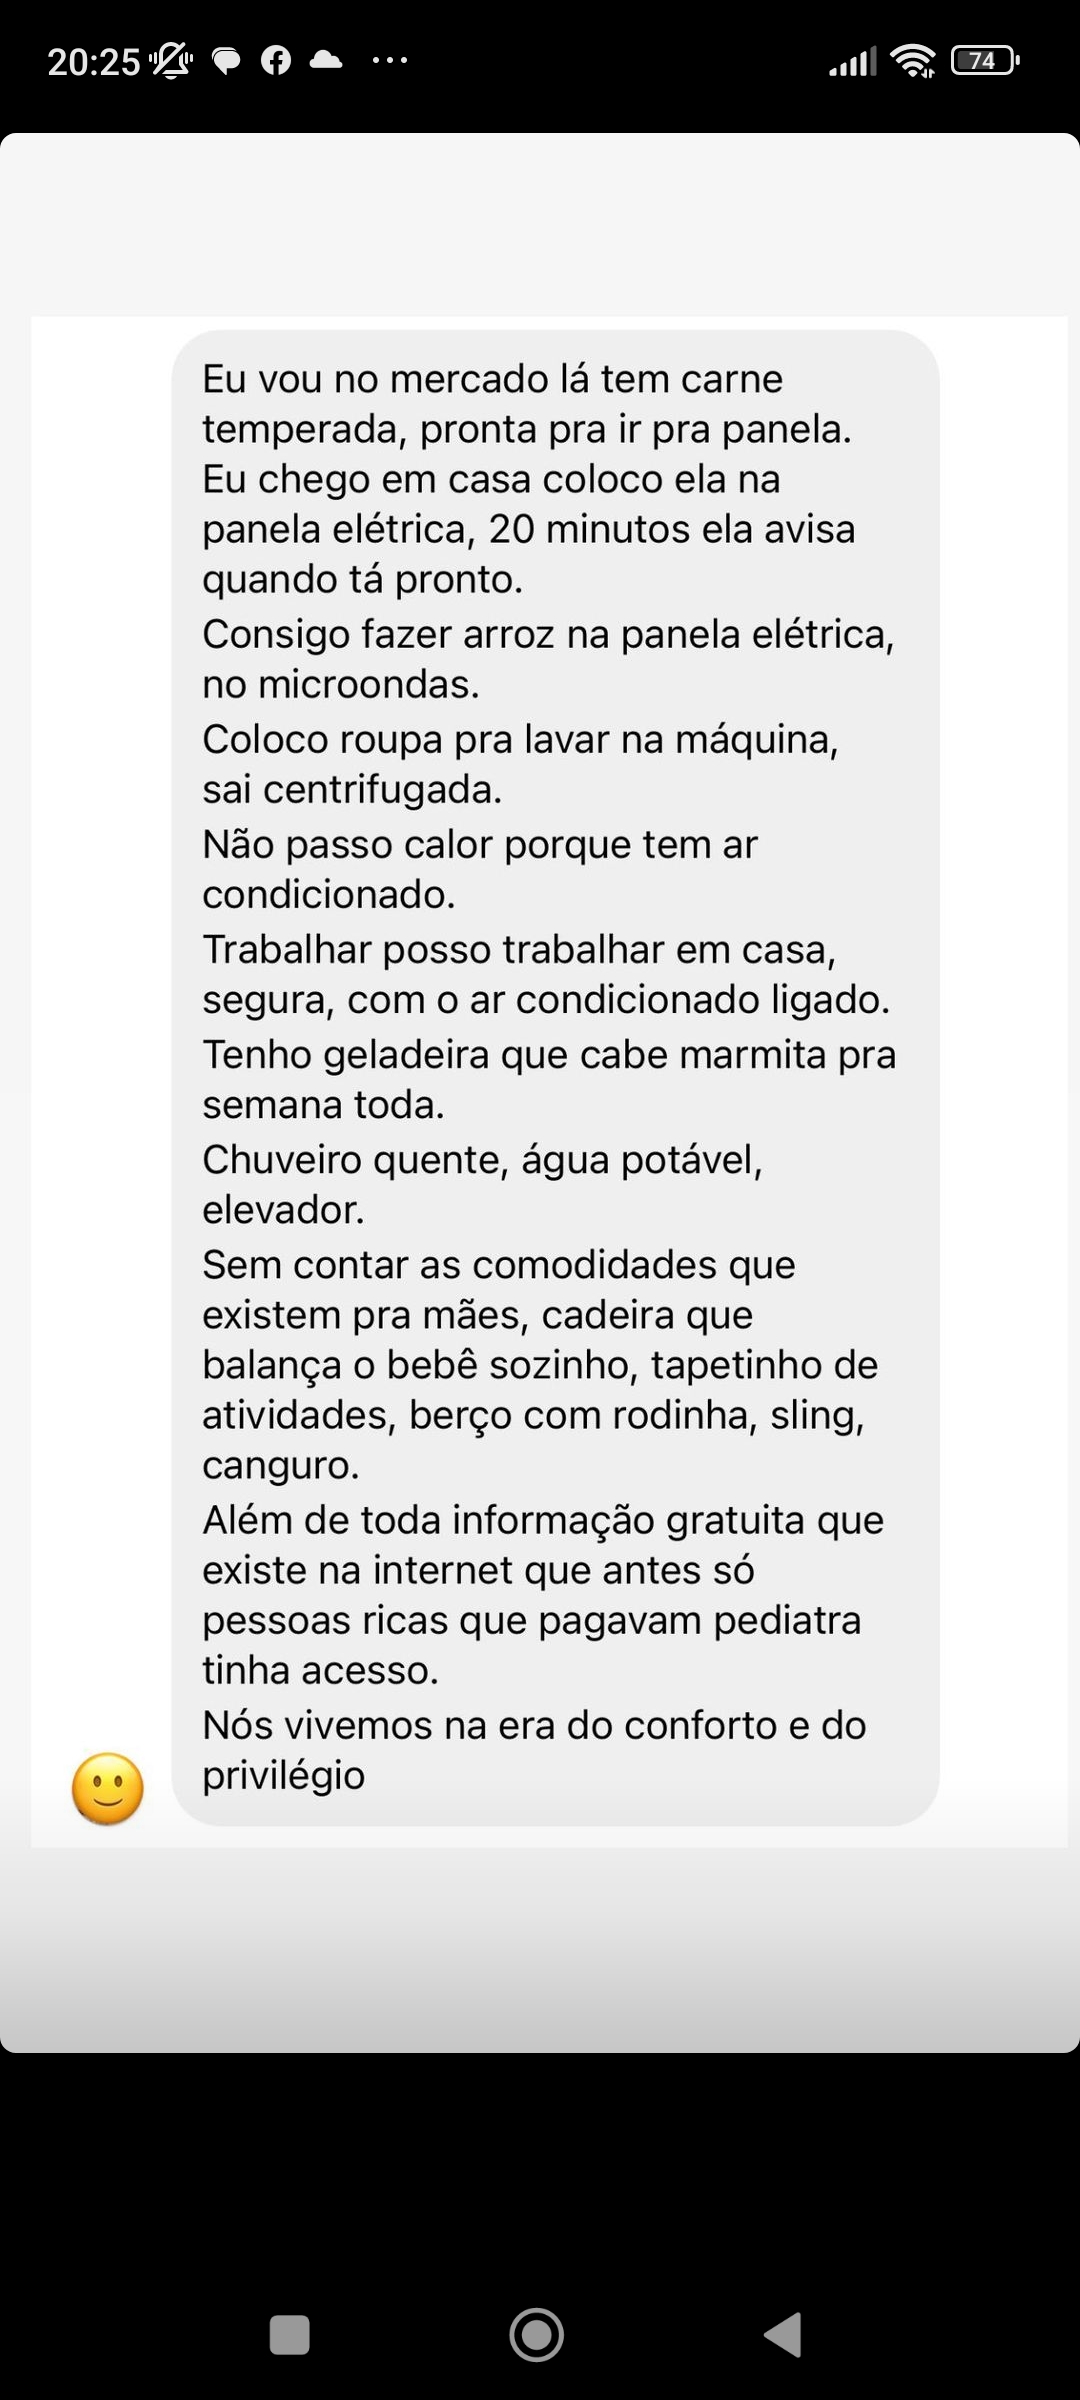 20:25
74
Eu vou no mercado lá tem carne
temperada, pronta pra ir pra panela.
Eu chego em casa coloco ela na
panela elétrica, 20 minutos ela avisa
quando tá pronto.
Consigo fazer arroz na panela elétrica,
no microondas.
Coloco roupa pra lavar na máquina,
sai centrifugada.
Não passo calor porque tem ar
condicionado.
Trabalhar posso trabalhar em casa,
segura, com o ar condicionado ligado.
Tenho geladeira que cabe marmita pra
semana toda.
Chuveiro quente, água potável,
elevador.
Sem contar as comodidades que
existem pra mães, cadeira que
balança o bebê sozinho, tapetinho de
atividades, berço com rodinha, sling,
canguro.
Além de toda informação gratuita que
existe na internet que antes só
pessoas ricas que pagavam pediatra
tinha acesso.
Nós vivemos na era do conforto e do
privilégio